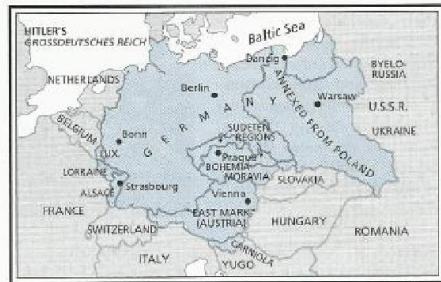 HITLER'S
GROSSDEUTSCHES REICH
Baltic Sea
Danzig
NETHERLANDS
BYELO-
RUSSIA
Berlin
Warsaw
GERMANY
ANNEXED FROM POLAND
U.S.S.R.
BELGIUM
Bonn
SUDETEN
REGIONS
UKRAINE
LUX.
Prague
BOHEMIA
MORAVIA
LORRAINE
SLOVAKIA
ALSACE
Strasbourg
Vienna
FRANCE
EAST MARK
(AUSTRIA)
HUNGARY
SWITZERLAND
ROMANIA
CARNIOLA
ITALY
YUGO